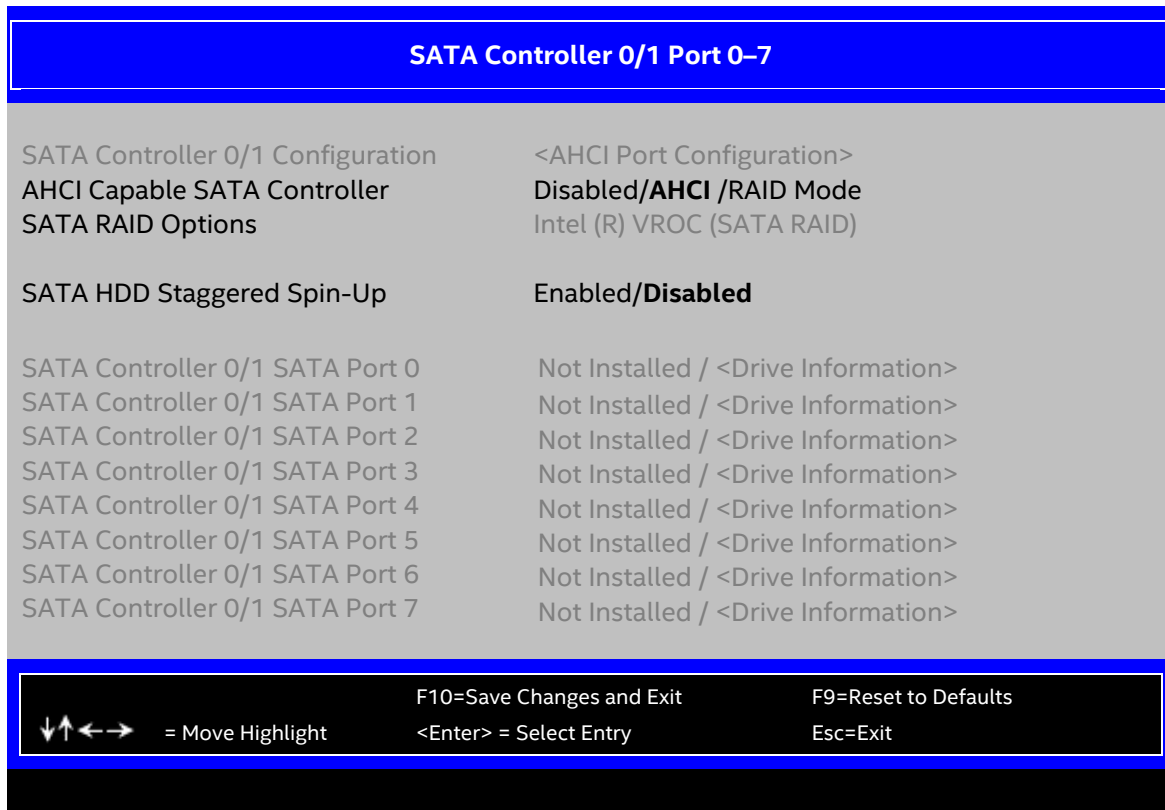 SATA Controller 0/1 Port 0–7
SATA Controller 0/1 Configuration <AHCI Port Configuration>
AHCI Capable SATA Controller Disabled/AHCI /RAID Mode
SATA RAID Options Intel (R) VROC (SATA RAID)
SATA HDD Staggered Spin-Up Enabled/Disabled
SATA Controller 0/1 SATA Port 0 Not Installed / <Drive Information>
SATA Controller 0/1 SATA Port 1 Not Installed / <Drive Information>
SATA Controller 0/1 SATA Port 2 Not Installed / <Drive Information>
SATA Controller 0/1 SATA Port 3 Not Installed / <Drive Information>
SATA Controller 0/1 SATA Port 4 Not Installed / <Drive Information>
SATA Controller 0/1 SATA Port 5 Not Installed / <Drive Information>
SATA Controller 0/1 SATA Port 6 Not Installed / <Drive Information>
SATA Controller 0/1 SATA Port 7 Not Installed / <Drive Information>
F10=Save Changes and Exit F9=Reset to Defaults
↓↑←→ = Move Highlight <Enter> = Select Entry Esc=Exit